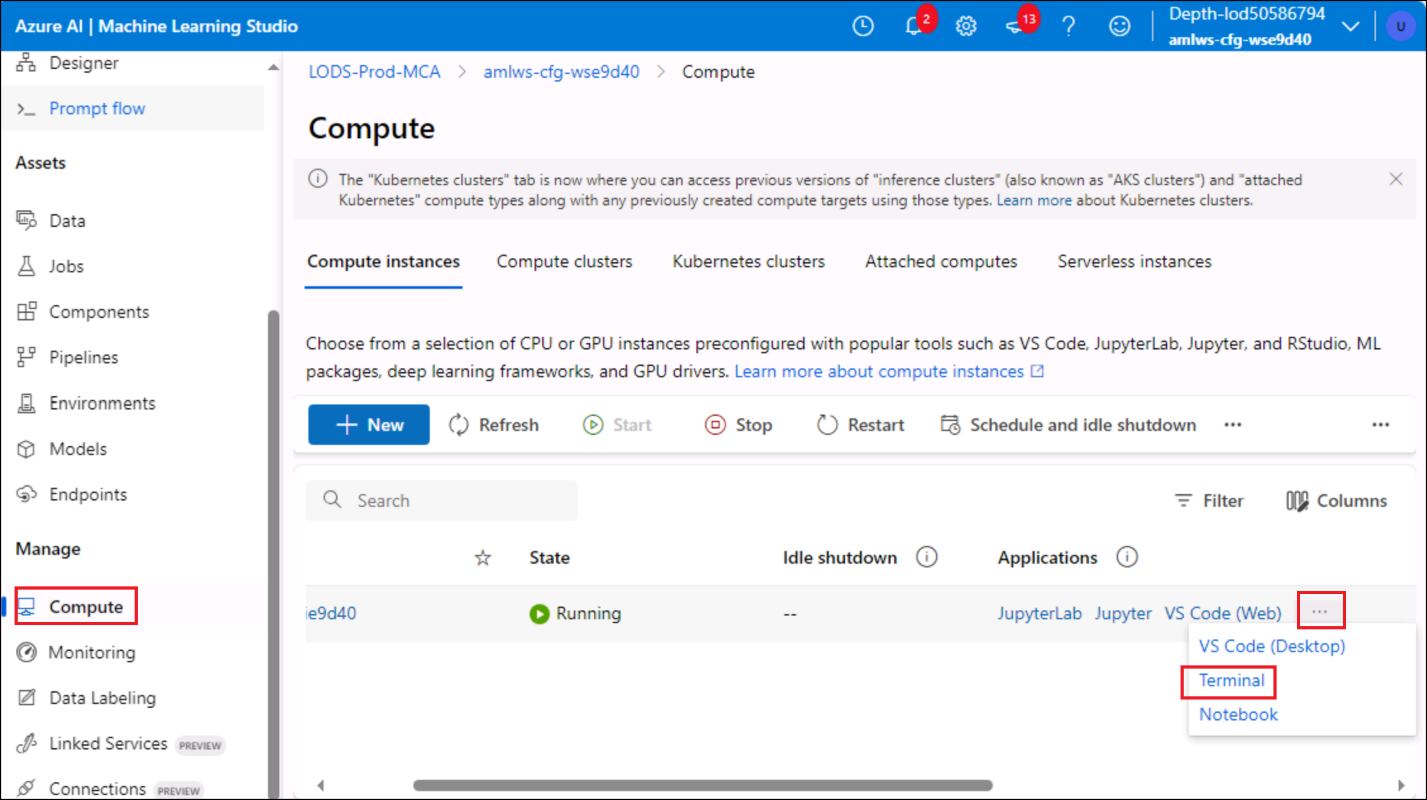 Azure AI | Machine Learning Studio
2
13
Depth-lod50586794
amlws-cfg-wse9d40
U
Designer
Prompt flow
Assets
Data
Jobs
Components
Pipelines
Environments
Models
Endpoints
Manage
Compute
Monitoring
Data Labeling
Linked Services PREVIEW
Connections PREVIEW
LODS-Prod-MCA > amlws-cfg-wse9d40 > Compute
Compute
The "Kubernetes clusters" tab is now where you can access previous versions of "inference clusters" (also known as "AKS clusters") and "attached
Kubernetes" compute types along with any previously created compute targets using those types. Learn more about Kubernetes clusters.
Compute instances Compute clusters Kubernetes clusters Attached computes Serverless instances
Choose from a selection of CPU or GPU instances preconfigured with popular tools such as VS Code, JupyterLab, Jupyter, and RStudio, ML
packages, deep learning frameworks, and GPU drivers. Learn more about compute instances
+ New Refresh Start Stop Restart Schedule and idle shutdown ... ...
Search Filter Columns
State Idle shutdown Applications
ie9d40 Running -- JupyterLab Jupyter VS Code (Web) ...
VS Code (Desktop)
Terminal
Notebook